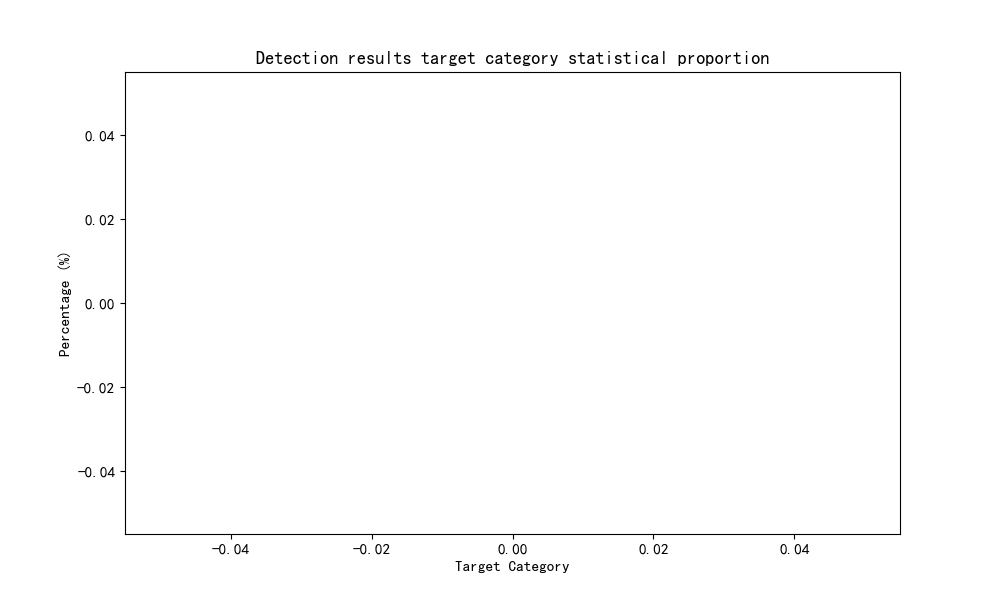 Detection results target category statistical proportion
0.04
0.02
0.00
−0.02
−0.04
Percentage (%)
−0.04 −0.02 0.00 0.02 0.04
Target Category